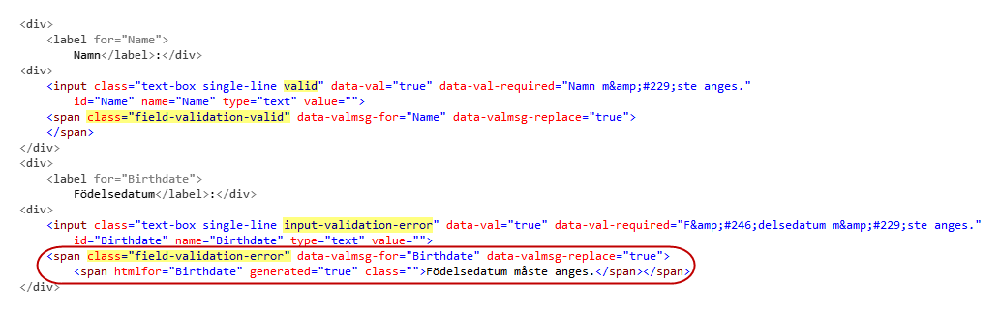 <div>
<label for="Name">
Namn</label>:</div>
<div>
<input class="text-box single-line valid" data-val="true" data-val-required="Namn m&amp;#229;ste anges."
id="Name" name="Name" type="text" value="">
<span class="field-validation-valid" data-valmsg-for="Name" data-valmsg-replace="true">
</span>
</div>
<div>
<label for="Birthdate">
Födelsedatum</label>:</div>
<div>
<input class="text-box single-line input-validation-error" data-val="true" data-val-required="F&amp;#246;delsedatum m&amp;#229;ste anges."
id="Birthdate" name="Birthdate" type="text" value="">
<span class="field-validation-error" data-valmsg-for="Birthdate" data-valmsg-replace="true">
<span htmlfor="Birthdate" generated="true" class="">Födelsedatum måste anges.</span></span>
</div>